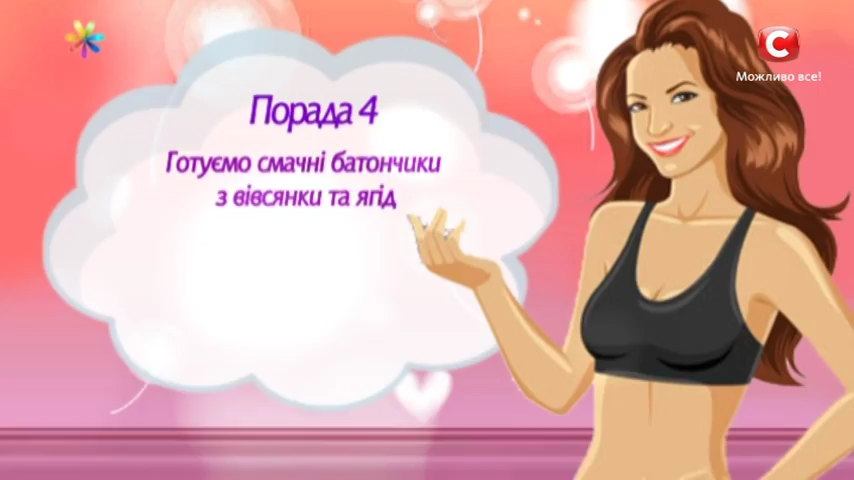 Порада 4
Готуємо смачні батончики
з вівсянки та ягід
С
Можливо все!